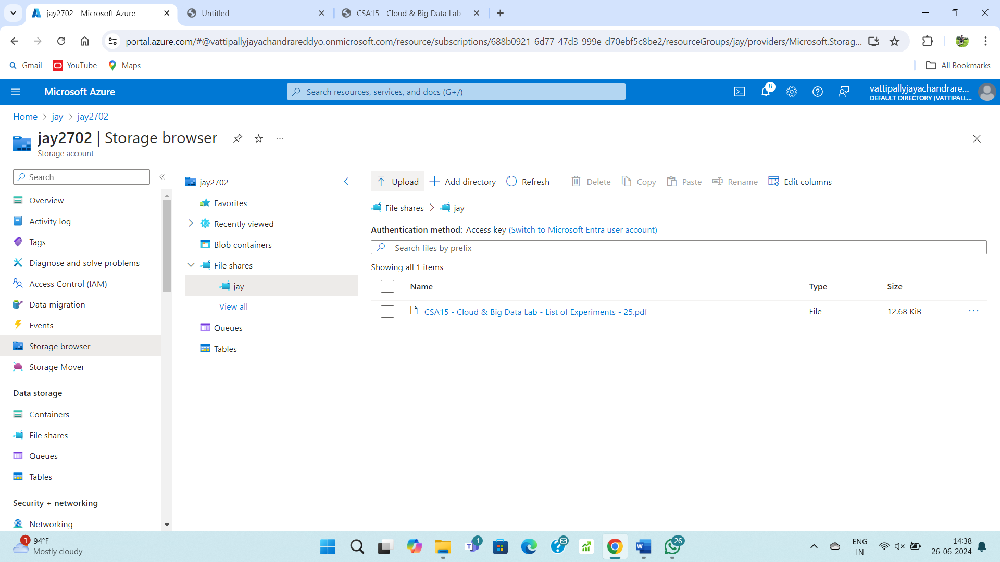 jay2702 - Microsoft Azure
Untitled
CSA15 - Cloud & Big Data Lab -
portal.azure.com/#@vattipallyjayachandrareddyo.onmicrosoft.com/resource/subscriptions/688b0921-6d77-47d3-999e-d70ebf5c8be2/resourceGroups/jay/providers/Microsoft.Storag...
Gmail
YouTube
Maps
All Bookmarks
Microsoft Azure
Search resources, services, and docs (G+/)
8
vattipallyjayachandrare...
DEFAULT DIRECTORY (VATTIPALL...
Home > jay > jay2702
jay2702 | Storage browser
...
Storage account
Search
Overview
Activity log
Tags
Diagnose and solve problems
Access Control (IAM)
Data migration
Events
Storage browser
Storage Mover
Data storage
Containers
File shares
Queues
Tables
Security + networking
Networking
jay2702
Favorites
Recently viewed
Blob containers
File shares
jay
View all
Queues
Tables
Upload
Add directory
Refresh
Delete
Copy
Paste
Rename
Edit columns
File shares > jay
Authentication method: Access key (Switch to Microsoft Entra user account)
Search files by prefix
Showing all 1 items
Name Type Size
CSA15 - Cloud & Big Data Lab - List of Experiments - 25.pdf File 12.68 KiB ...
1
94°F
Mostly cloudy
1
26
ENG
IN
14:38
26-06-2024